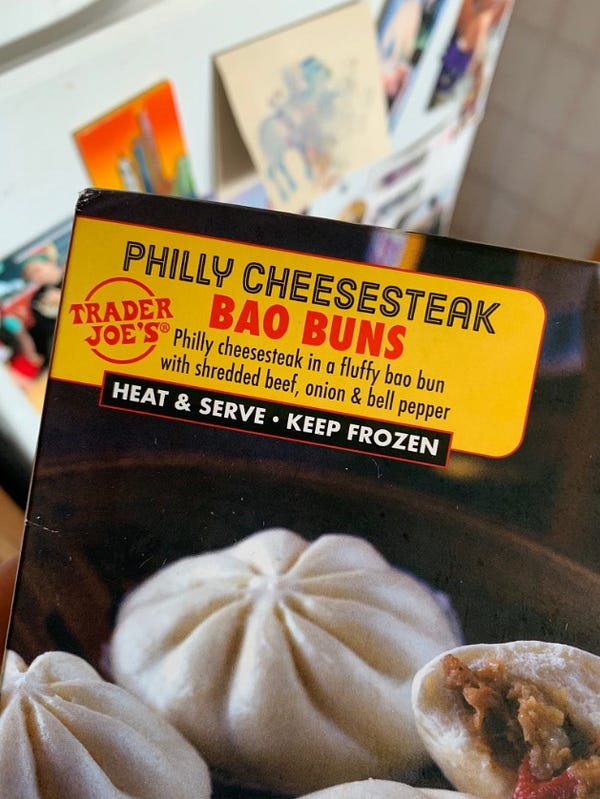 PHILLY CHEESESTEAK
BAO BUNS
TRADER
JOE'S®
Philly cheesesteak in a fluffy bao bun
with shredded beef, onion & bell pepper
HEAT & SERVE • KEEP FROZEN